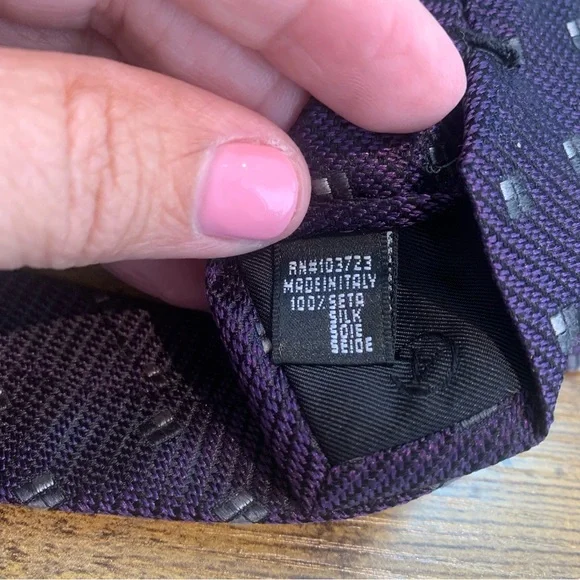 RN#103723
MADE IN ITALY
100% SETA
SILK
SOIE
SEIDE